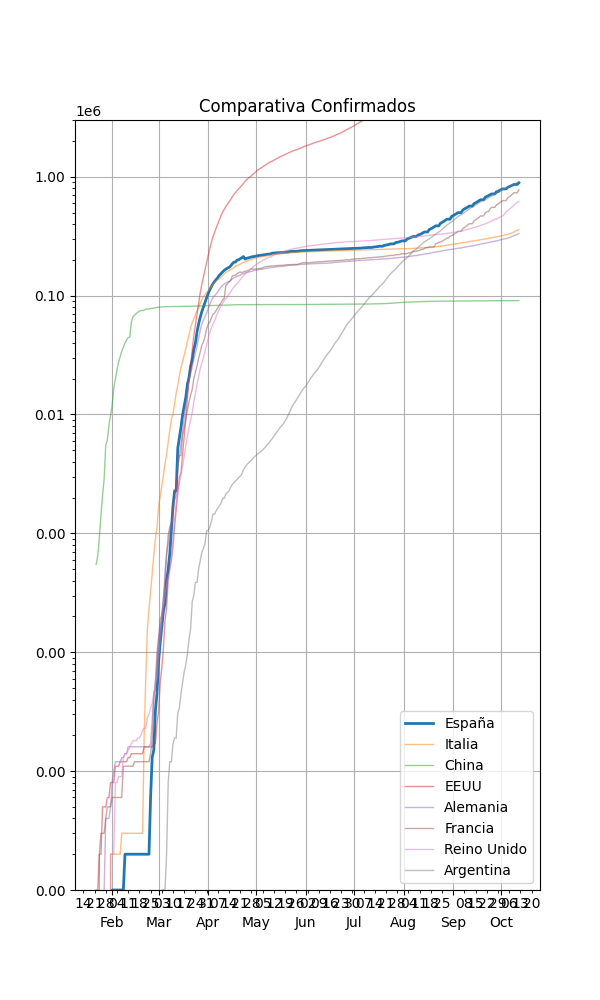 Comparativa Confirmados
1e6
1.00
0.10
0.01
0.00
0.00
0.00
0.00
España
Italia
China
EEUU
Alemania
Francia
Reino Unido
Argentina
Feb Mar Apr May Jun Jul Aug Sep Oct